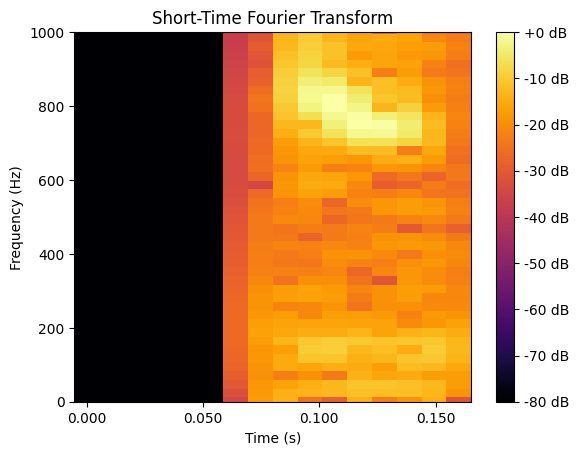 Short-Time Fourier Transform
Frequency (Hz)
1000
800
600
400
200
0
0.000
0.050
0.100
0.150
Time (s)
+0 dB
-10 dB
-20 dB
-30 dB
-40 dB
-50 dB
-60 dB
-70 dB
-80 dB